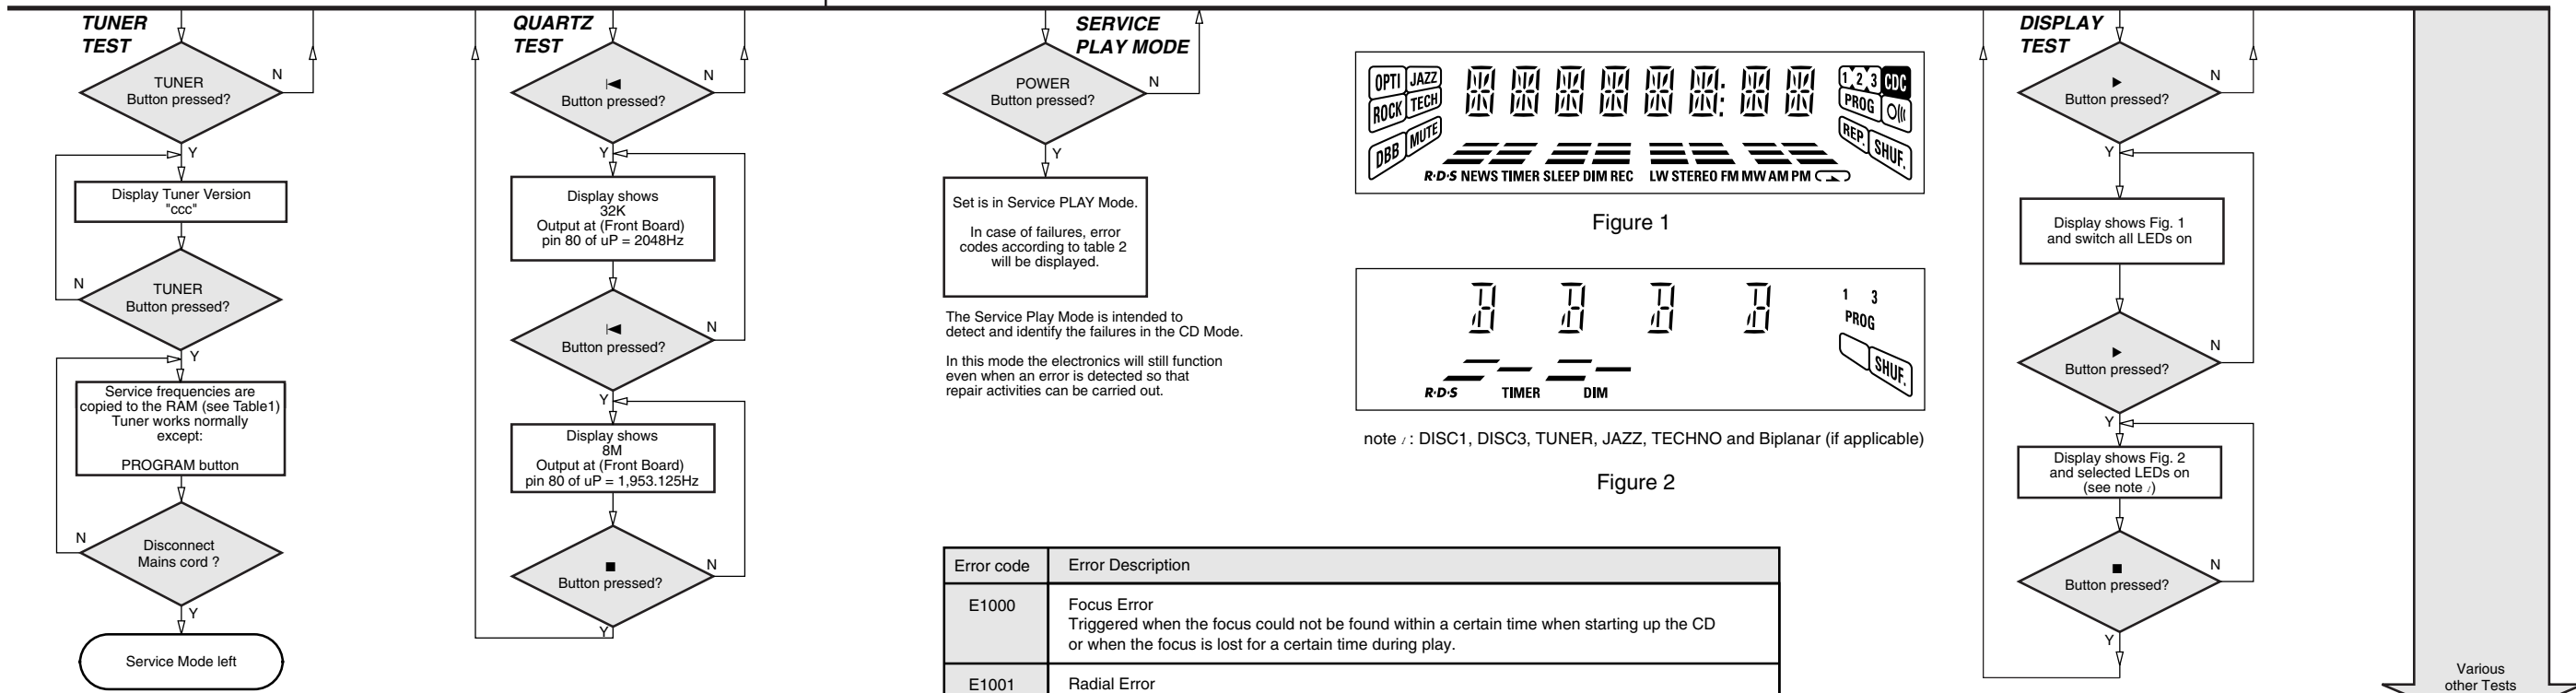 TUNER
TEST
TUNER
Button pressed?
N
Y
Display Tuner Version
"ccc"
TUNER
Button pressed?
N
Y
Service frequencies are
copied to the RAM (see Table1)
Tuner works normally
except:
PROGRAM button
Disconnect
Mains cord ?
N
Y
Service Mode left
QUARTZ
TEST
Button pressed?
N
Y
Display shows
32K
Output at (Front Board)
pin 80 of uP = 2048Hz
Button pressed?
N
Y
Display shows
8M
Output at (Front Board)
pin 80 of uP = 1,953.125Hz
Button pressed?
N
Y
SERVICE
PLAY MODE
POWER
Button pressed?
N
Y
Set is in Service PLAY Mode.
In case of failures, error
codes according to table 2
will be displayed.
The Service Play Mode is intended to
detect and identify the failures in the CD Mode.
In this mode the electronics will still function
even when an error is detected so that
repair activities can be carried out.
OPTI JAZZ
ROCK TECH
DBB MUTE
1 2 3 CDC
PROG
REP. SHUF.
R·D·S NEWS TIMER SLEEP DIM REC LW STEREO FM MW AM PM
Figure 1
1 3
PROG
SHUF.
R·D·S TIMER DIM
note 1 : DISC1, DISC3, TUNER, JAZZ, TECHNO and Biplanar (if applicable)
Figure 2
Error code Error Description
E1000 Focus Error
Triggered when the focus could not be found within a certain time when starting up the CD
or when the focus is lost for a certain time during play.
E1001 Radial Error
DISPLAY
TEST
Button pressed?
N
Y
Display shows Fig. 1
and switch all LEDs on
Button pressed?
N
Y
Display shows Fig. 2
and selected LEDs on
(see note 1)
Button pressed?
N
Y
Various
other Tests